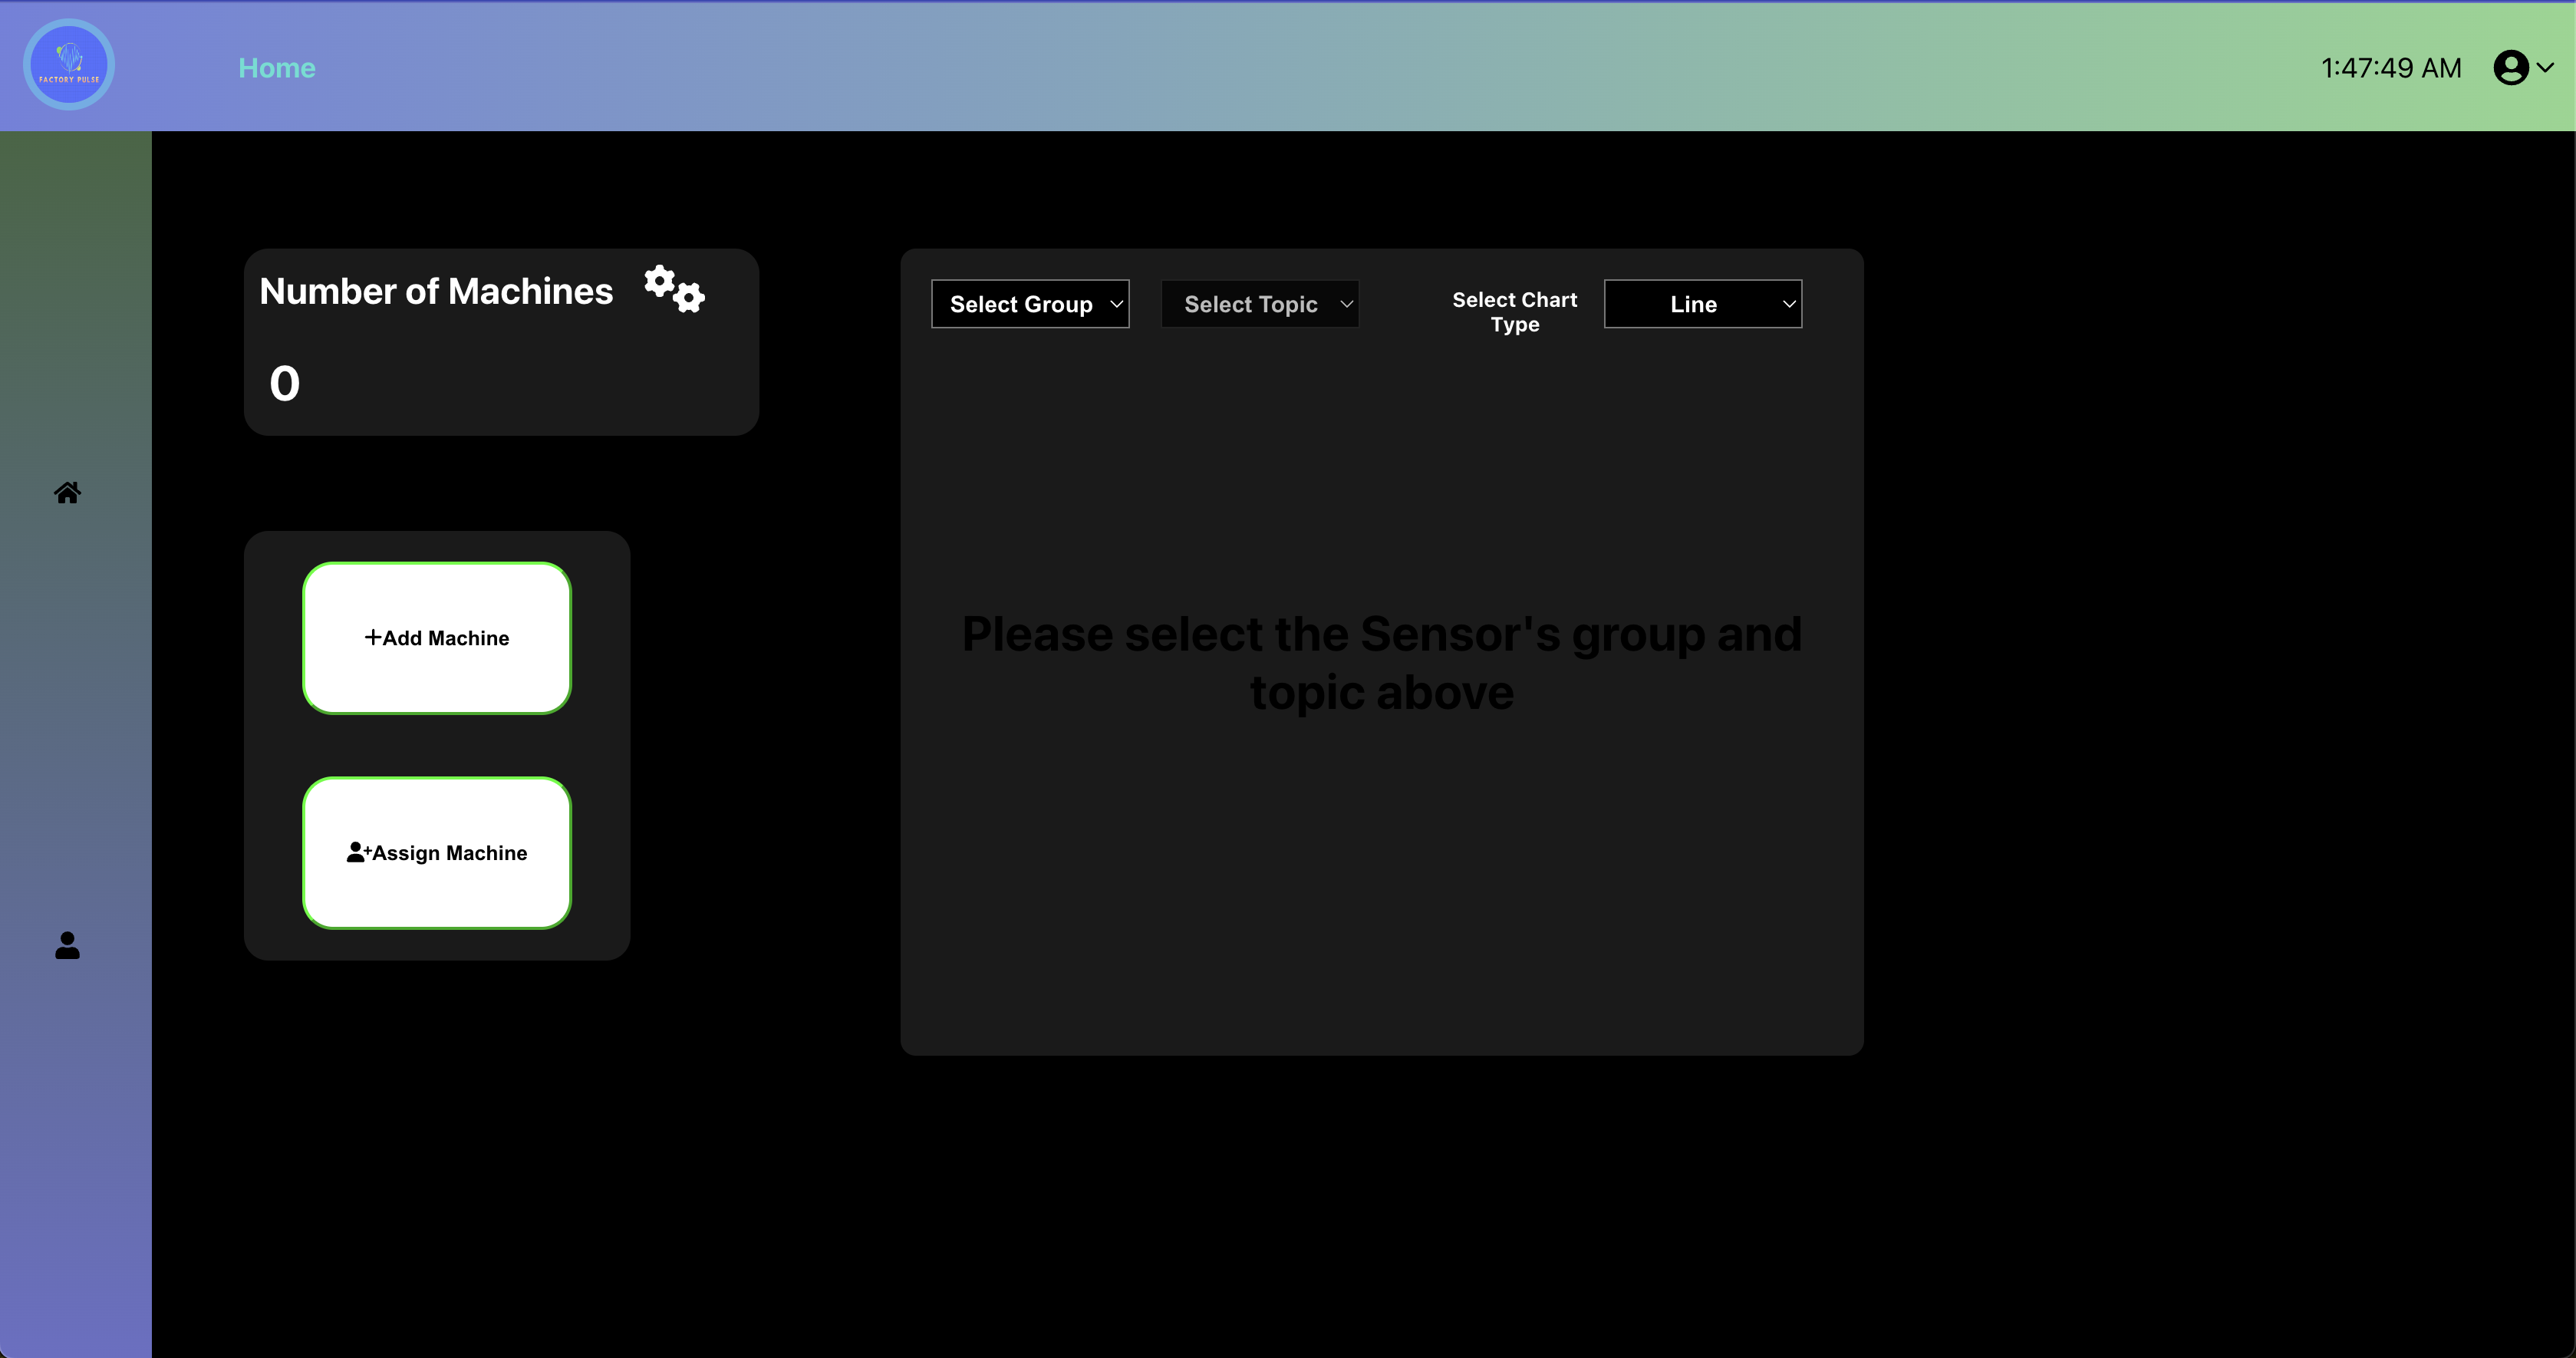 FACTORY PULSE
Home
1:47:49 AM
Number of Machines
0
Select Group
Select Topic
Select Chart
Type
Line
Please select the Sensor's group and
topic above
+Add Machine
Assign Machine